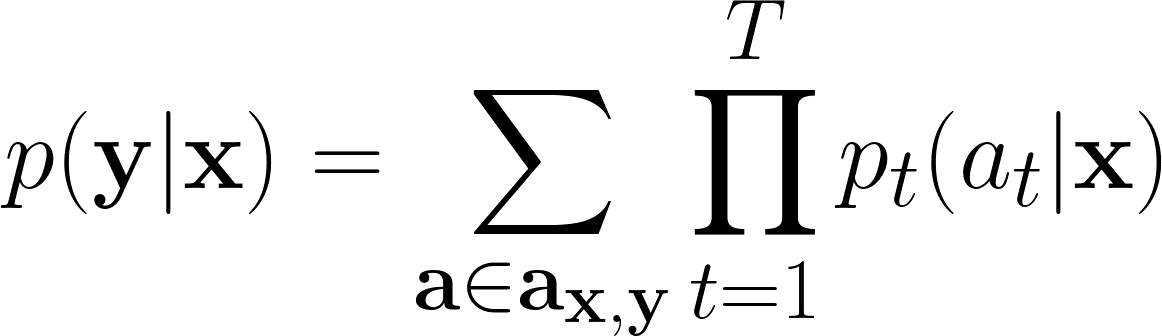 p(y|x) = ∑_{a∈a_{x,y}} ∏_{t=1}^{T} p_t(a_t|x)